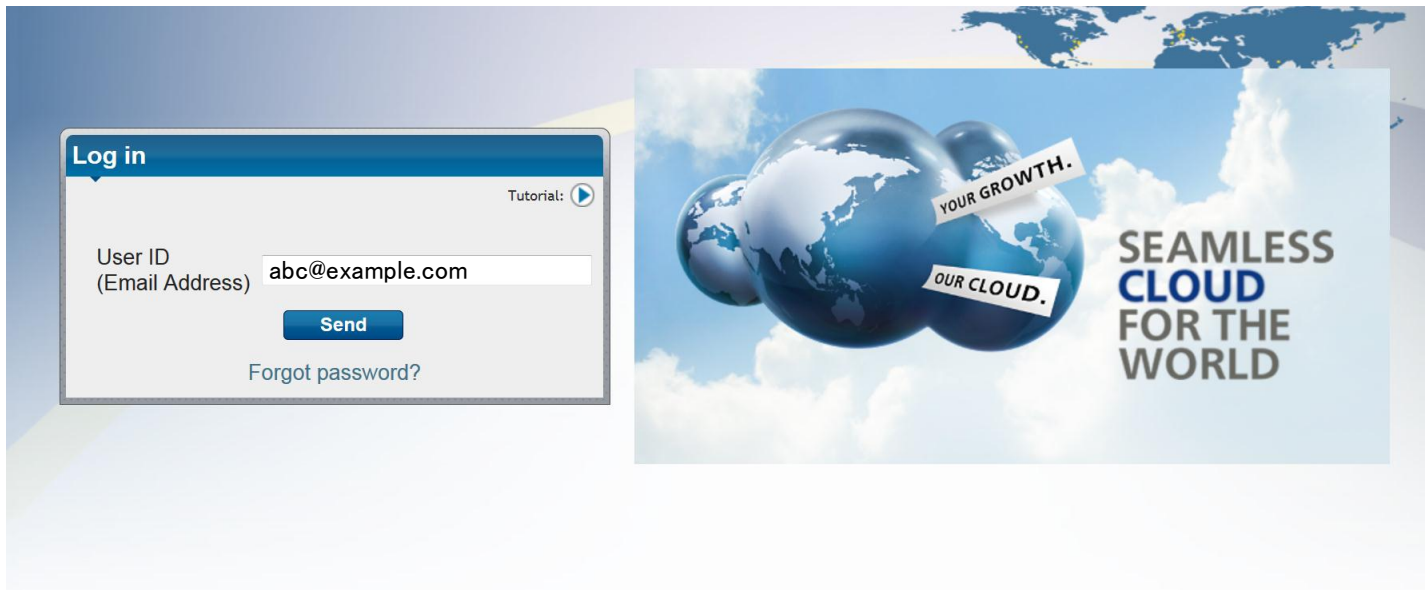 Log in
Tutorial:
User ID
(Email Address)
abc@example.com
Send
Forgot password?
YOUR GROWTH.
OUR CLOUD.
SEAMLESS
CLOUD
FOR THE
WORLD